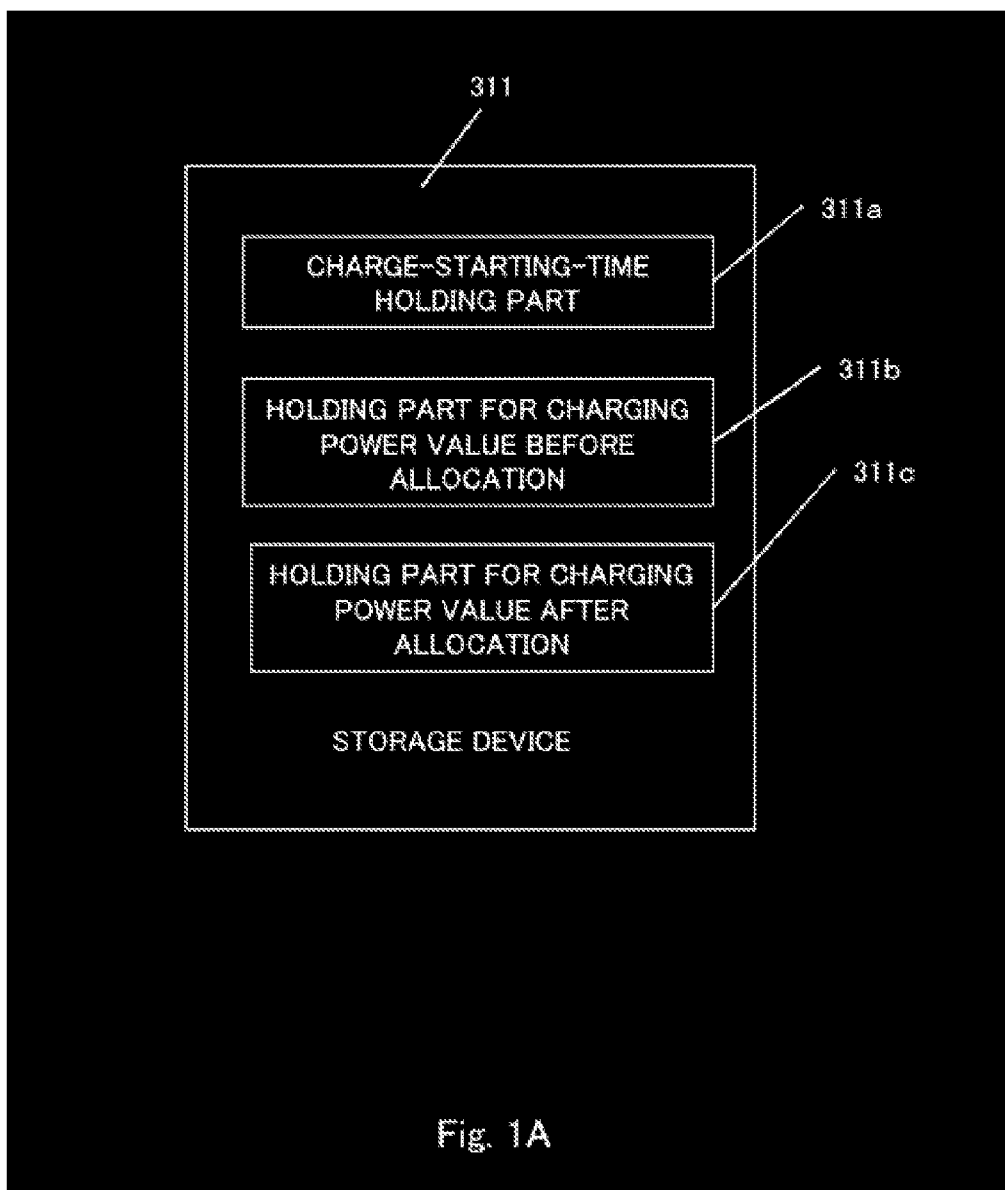 311
311a
CHARGE-STARTING-TIME
HOLDING PART
311b
HOLDING PART FOR CHARGING
POWER VALUE BEFORE
ALLOCATION
311c
HOLDING PART FOR CHARGING
POWER VALUE AFTER
ALLOCATION
STORAGE DEVICE
Fig. 1A